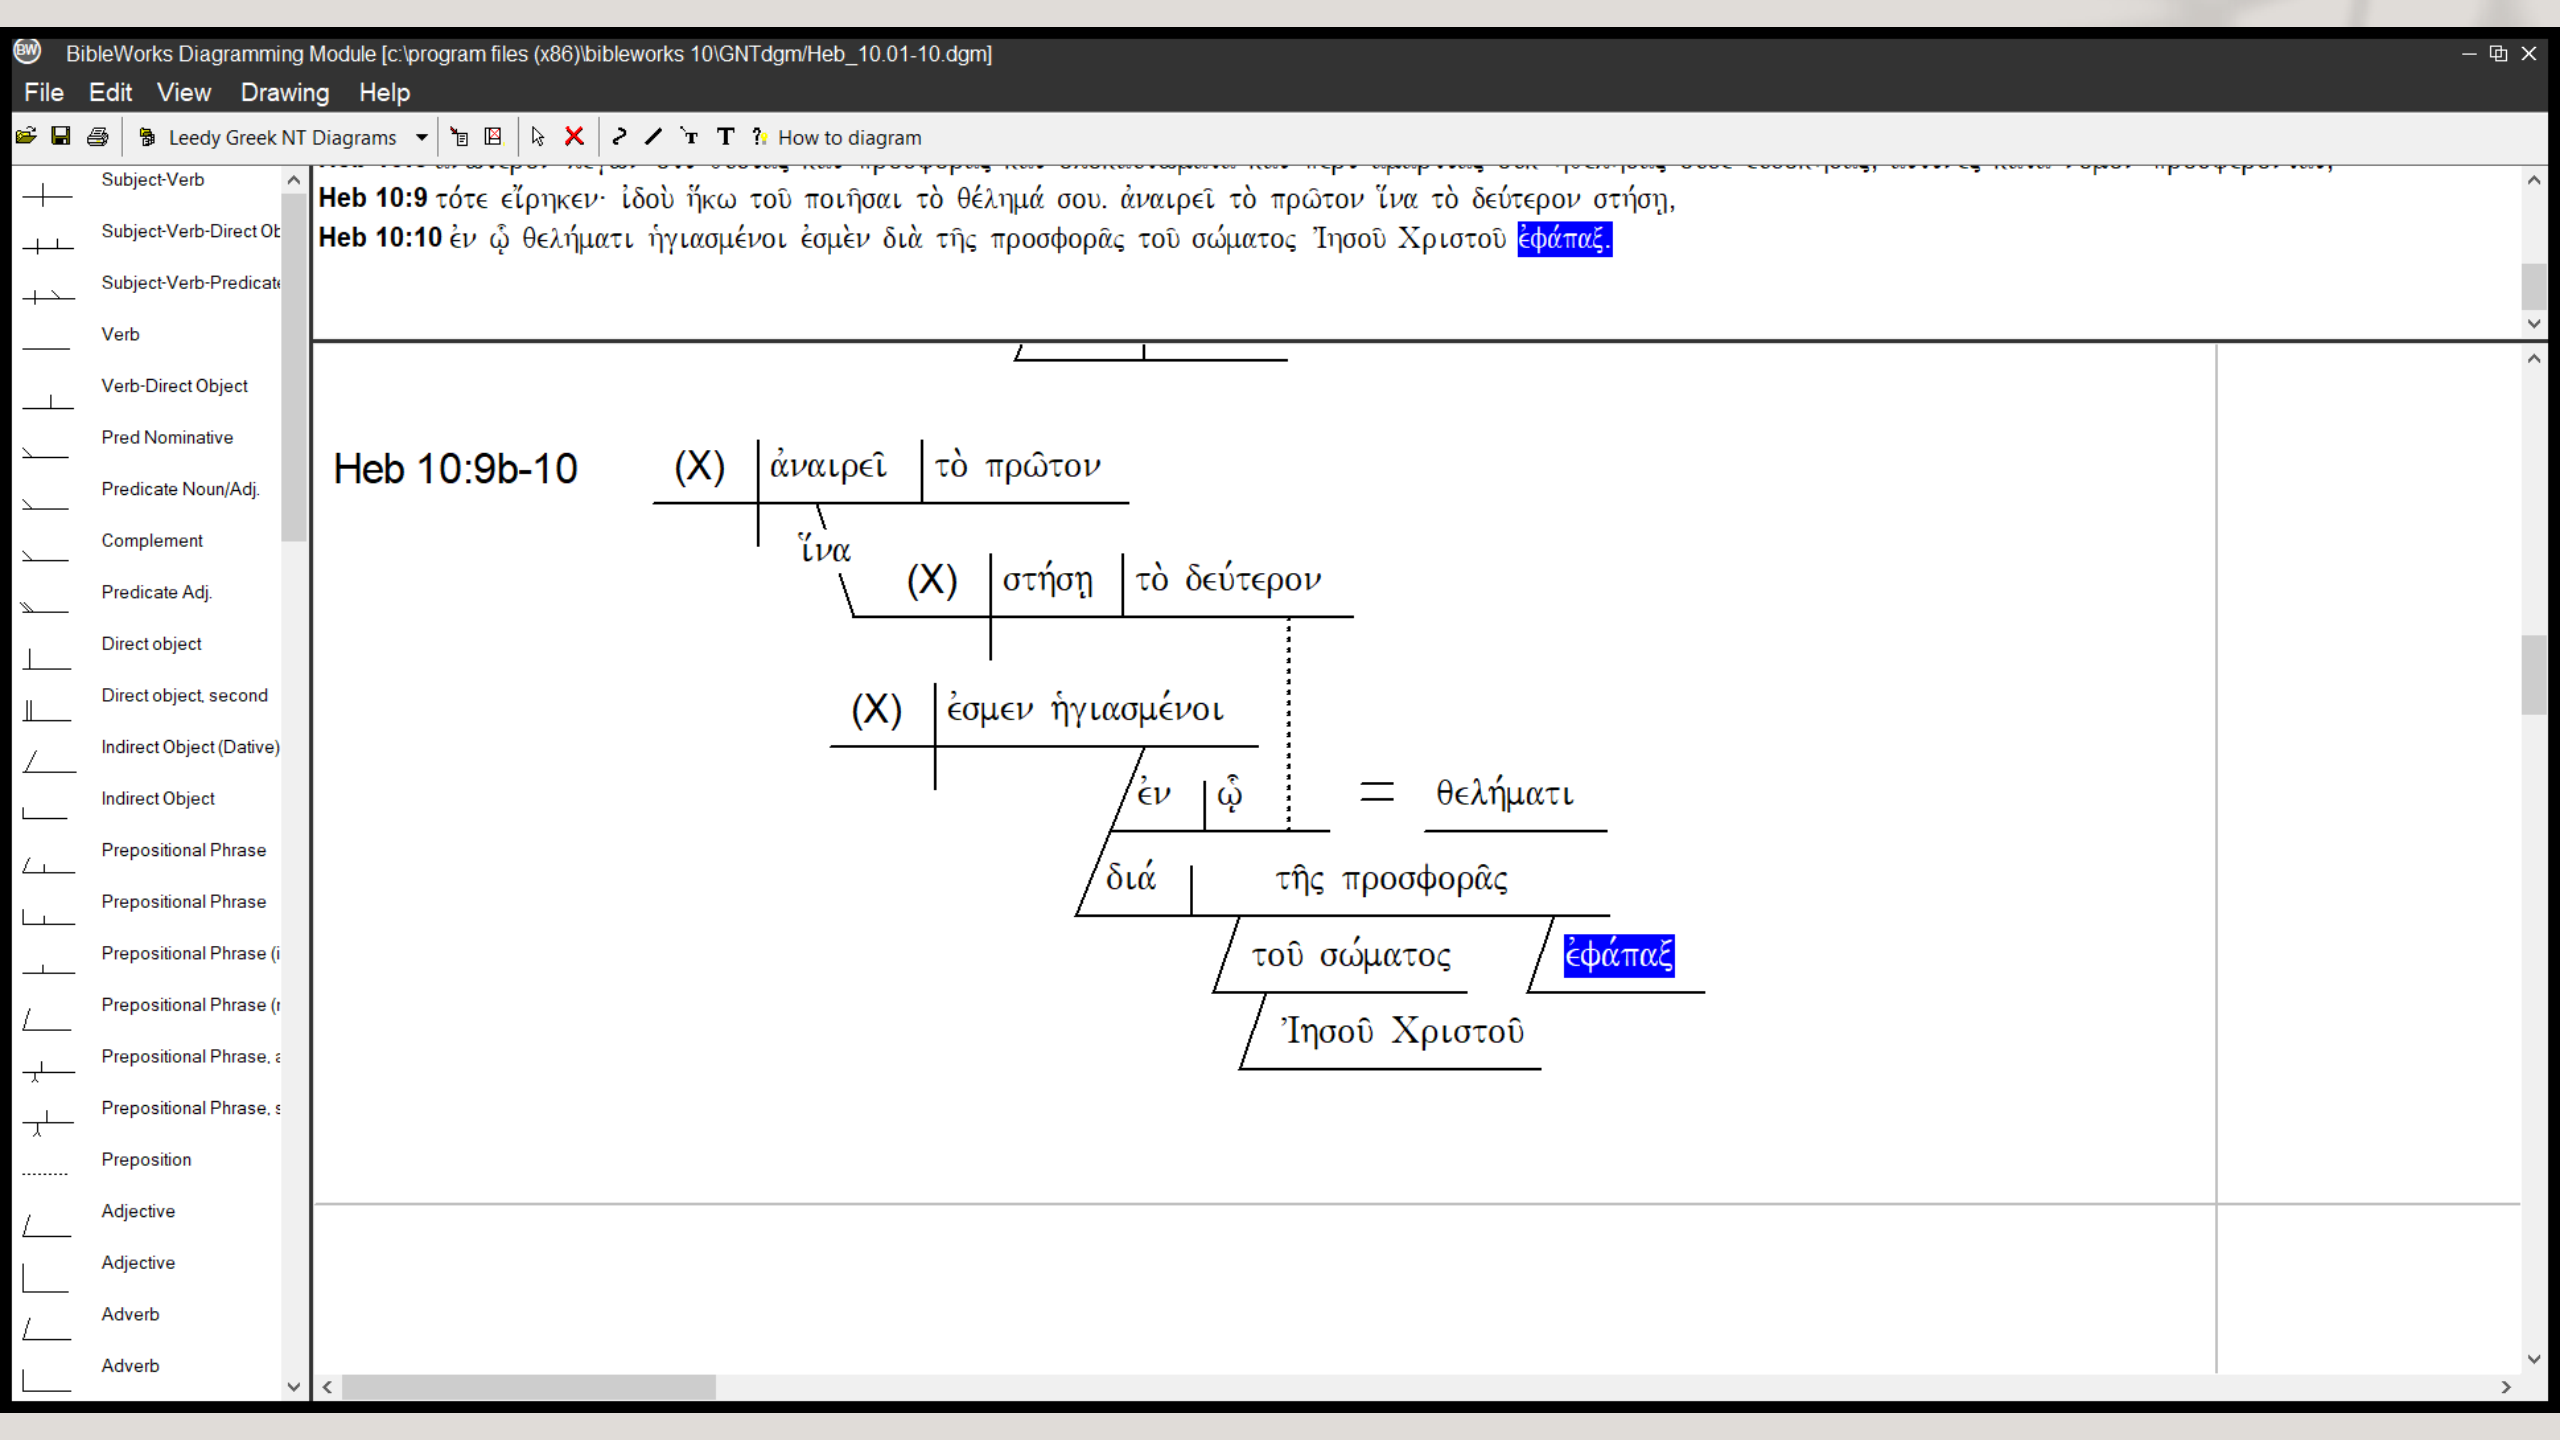 BibleWorks Diagramming Module [c:\program files (x86)\bibleworks 10\GNTdgm/Heb_10.01-10.dgm]
File Edit View Drawing Help
Leedy Greek NT Diagrams How to diagram
Heb 10:9 τότε εἴρηκεν· ἰδοὺ ἥκω τοῦ ποιῆσαι τὸ θέλημά σου. ἀναιρεῖ τὸ πρῶτον ἵνα τὸ δεύτερον στήσῃ,
Heb 10:10 ἐν ᾧ θελήματι ἡγιασμένοι ἐσμὲν διὰ τῆς προσφορᾶς τοῦ σώματος Ἰησοῦ Χριστοῦ ἐφάπαξ.
Subject-Verb
Subject-Verb-Direct Ob
Subject-Verb-Predicate
Verb
Verb-Direct Object
Pred Nominative
Predicate Noun/Adj.
Complement
Predicate Adj.
Direct object
Direct object, second
Indirect Object (Dative)
Indirect Object
Prepositional Phrase
Prepositional Phrase
Prepositional Phrase (i
Prepositional Phrase (r
Prepositional Phrase, a
Prepositional Phrase, s
Preposition
Adjective
Adjective
Adverb
Adverb
Heb 10:9b-10 (X) ἀναιρεῖ τὸ πρῶτον
ἵνα
(X) στήσῃ τὸ δεύτερον
(X) ἐσμεν ἡγιασμένοι
ἐν ᾧ = θελήματι
διά τῆς προσφορᾶς
τοῦ σώματος ἐφάπαξ
Ἰησοῦ Χριστοῦ